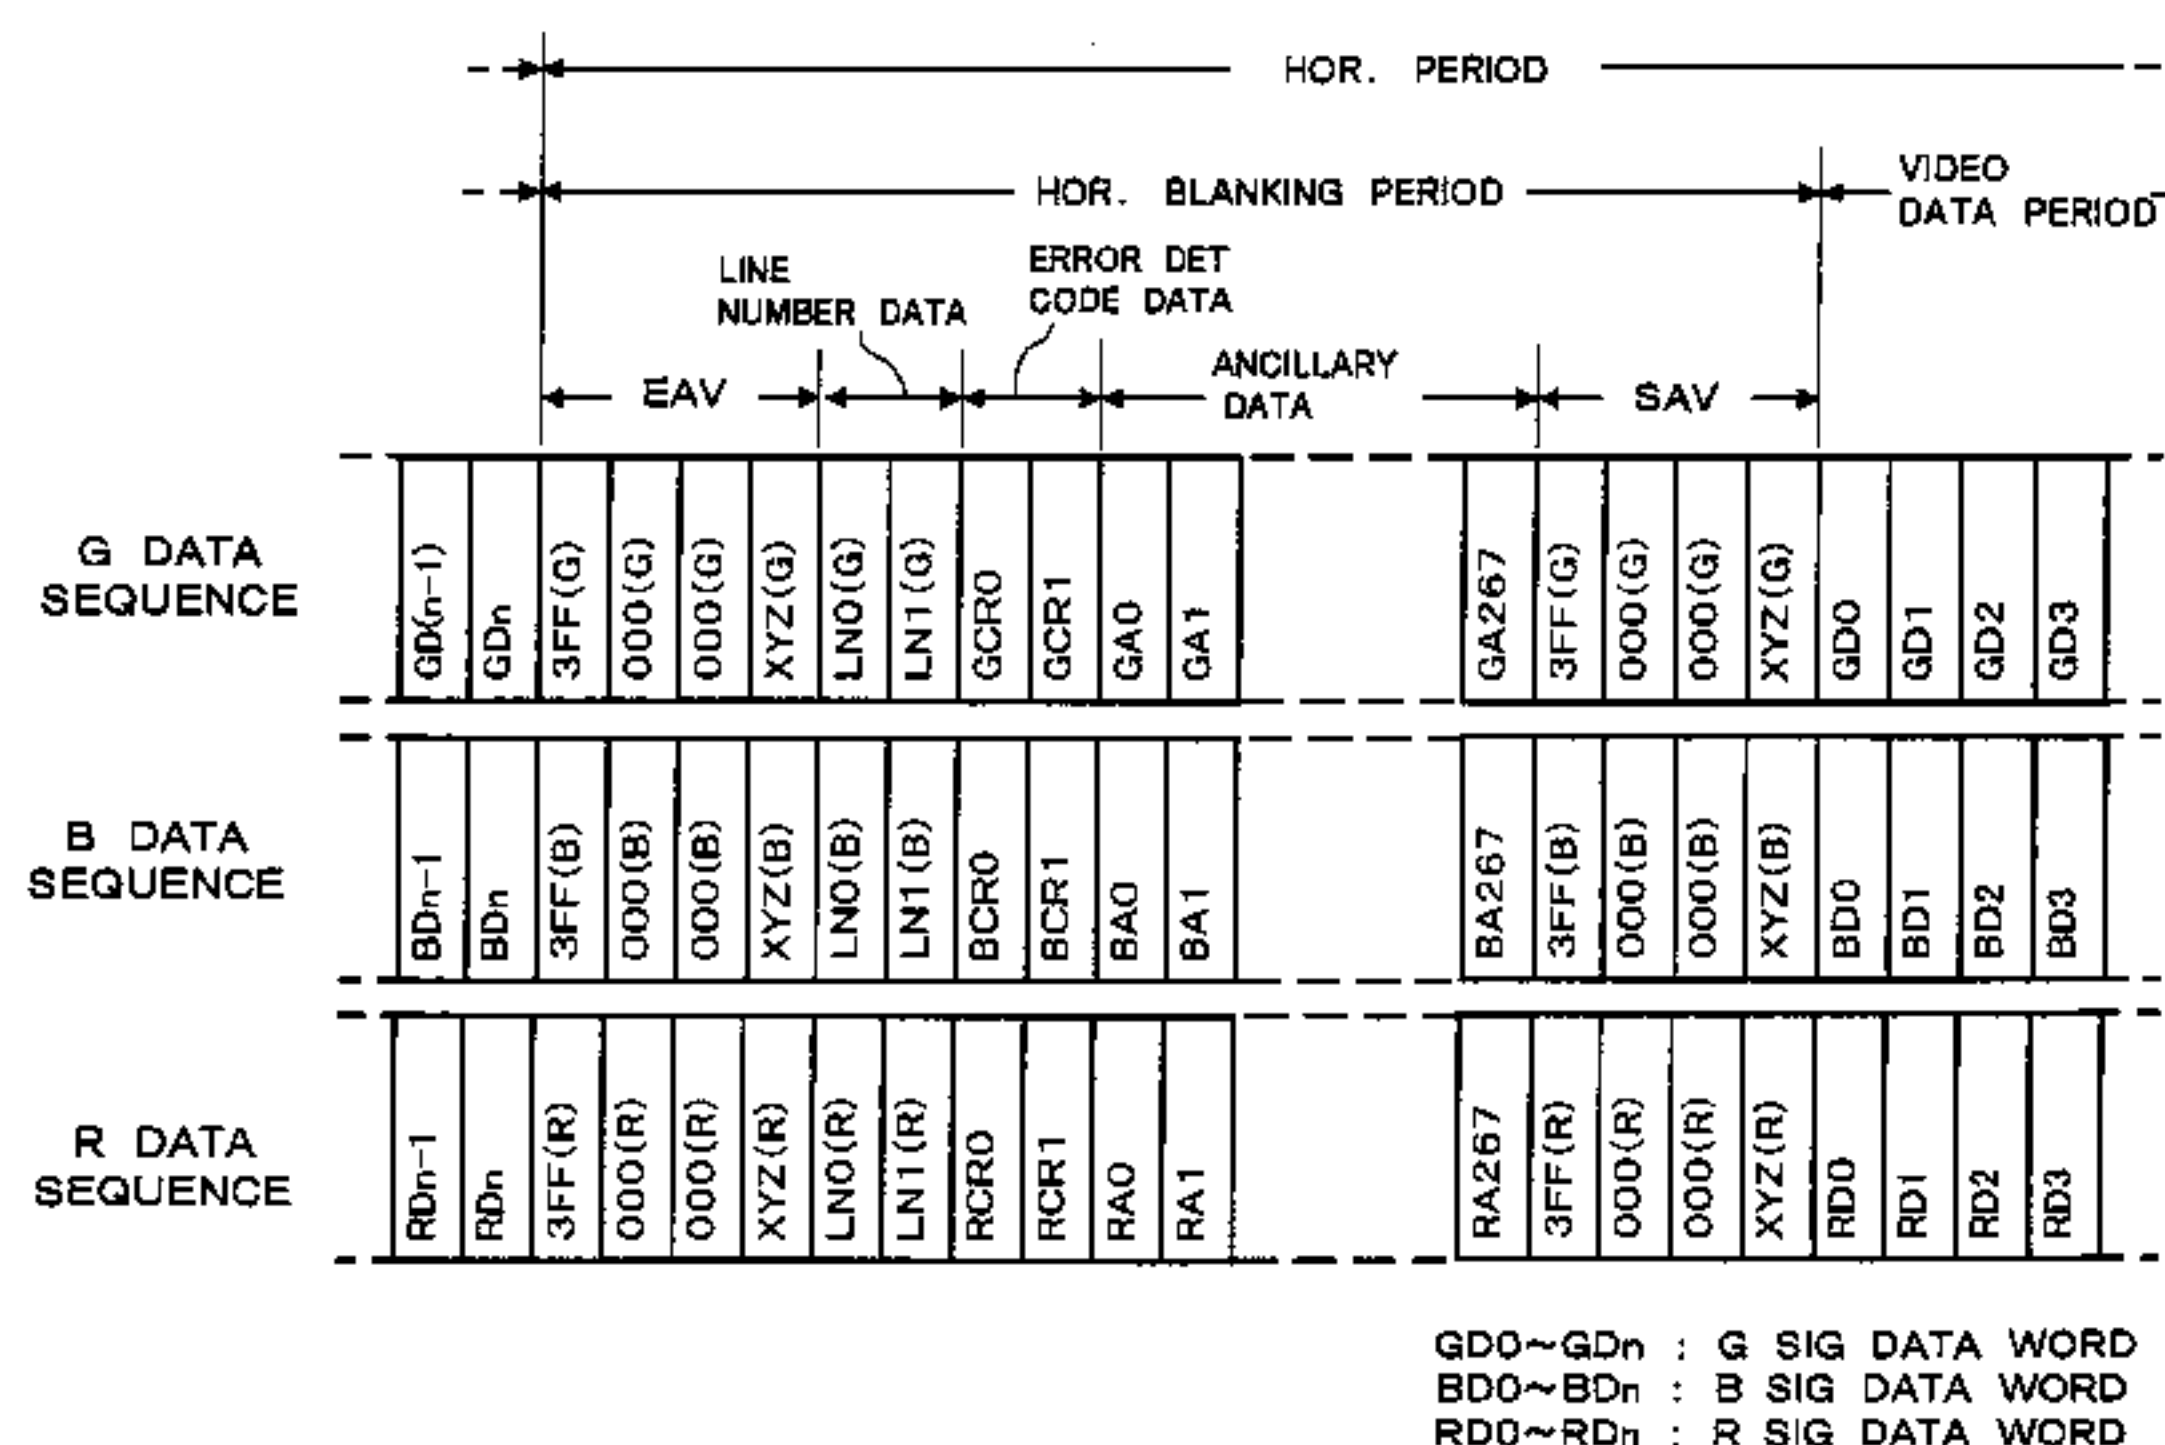 HOR. PERIOD
HOR. BLANKING PERIOD
VIDEO
DATA PERIOD
LINE
NUMBER DATA
ERROR DET
CODE DATA
EAV
ANCILLARY
DATA
SAV
G DATA
SEQUENCE
GD(n-1)
GDn
3FF(G)
000(G)
000(G)
XYZ(G)
LN0(G)
LN1(G)
GCR0
GCR1
GA0
GA1
GA267
3FF(G)
000(G)
000(G)
XYZ(G)
GD0
GD1
GD2
GD3
B DATA
SEQUENCE
BDn-1
BDn
3FF(B)
000(B)
000(B)
XYZ(B)
LN0(B)
LN1(B)
BCR0
BCR1
BA0
BA1
BA267
3FF(B)
000(B)
000(B)
XYZ(B)
BD0
BD1
BD2
BD3
R DATA
SEQUENCE
RDn-1
RDn
3FF(R)
000(R)
000(R)
XYZ(R)
LN0(R)
LN1(R)
RCR0
RCR1
RA0
RA1
RA267
3FF(R)
000(R)
000(R)
XYZ(R)
RD0
RD1
RD2
RD3
GD0~GDn : G SIG DATA WORD
BD0~BDn : B SIG DATA WORD
RD0~RDn : R SIG DATA WORD